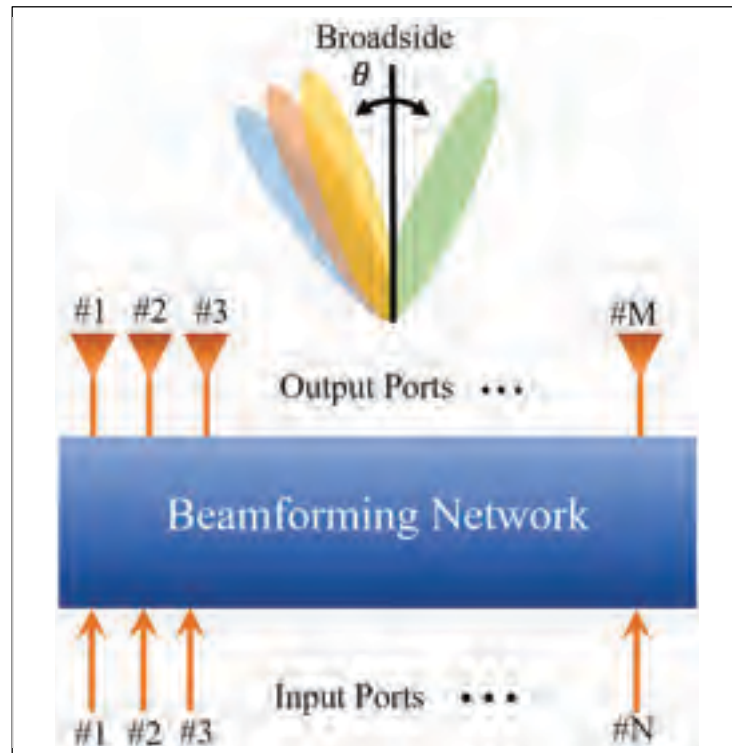 Broadside
θ
#1 #2 #3 #M
Output Ports •••
Beamforming Network
Input Ports •••
#1 #2 #3 #N